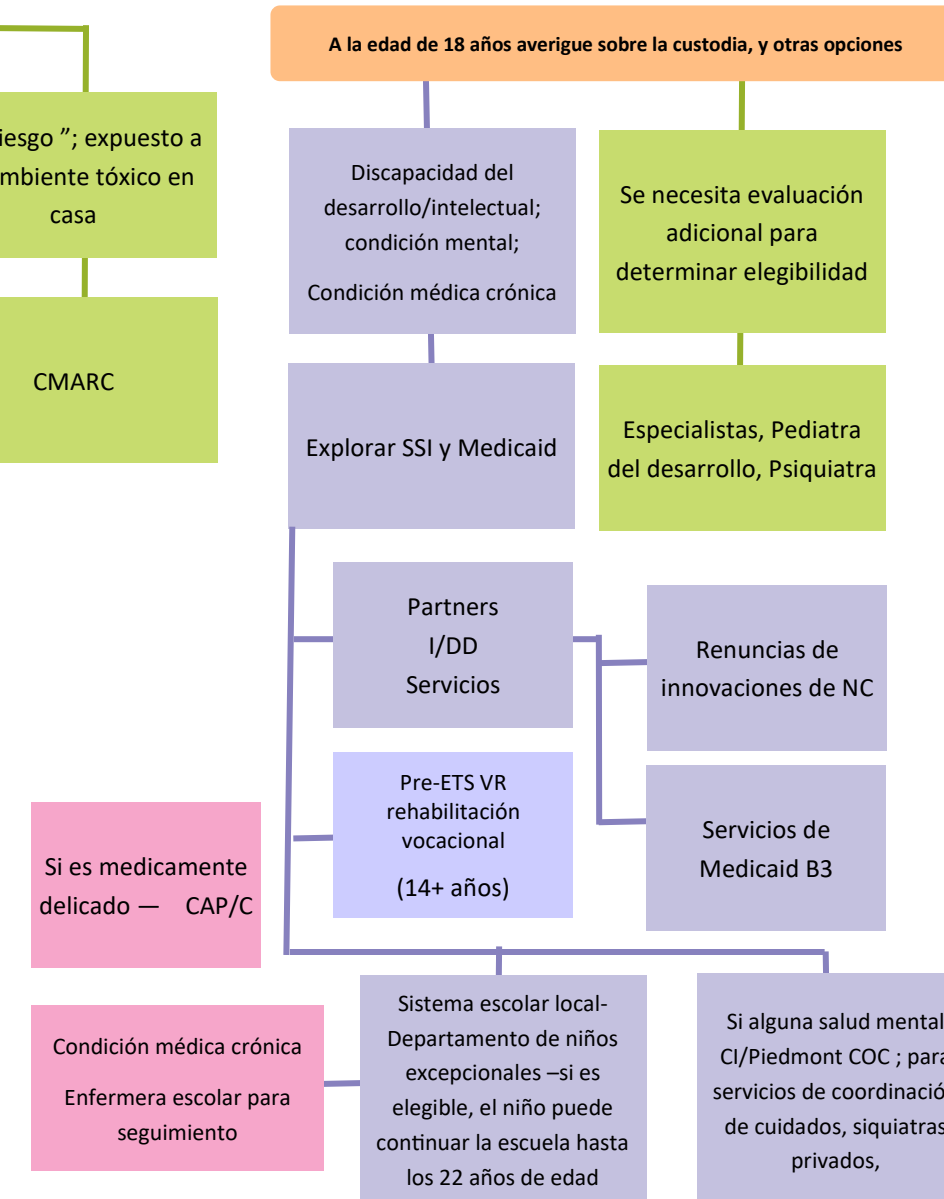 A la edad de 18 años averigue sobre la custodia, y otras opciones
”; expuesto a
en
casa
CMARC
Discapacidad del
desarrollo/intelectual;
condición mental;
Condición médica crónica
Se necesita evaluación
adicional para
determinar elegibilidad
Explorar SSI y Medicaid
Especialistas, Pediatra
del desarrollo, Psiquiatra
Partners
I/DD
Servicios
Renuncias de
innovaciones de NC
Pre-ETS VR
rehabilitación
vocacional
(14+ años)
Servicios de
Medicaid B3
Si es medicamente
delicado — CAP/C
Condición médica crónica
Enfermera escolar para
seguimiento
Sistema escolar local-
Departamento de niños
excepcionales –si es
elegible, el niño puede
continuar la escuela hasta
los 22 años de edad
Si alguna salud mental
CI/Piedmont COC ; para
servicios de
de cuidados, siquiatras
privados,